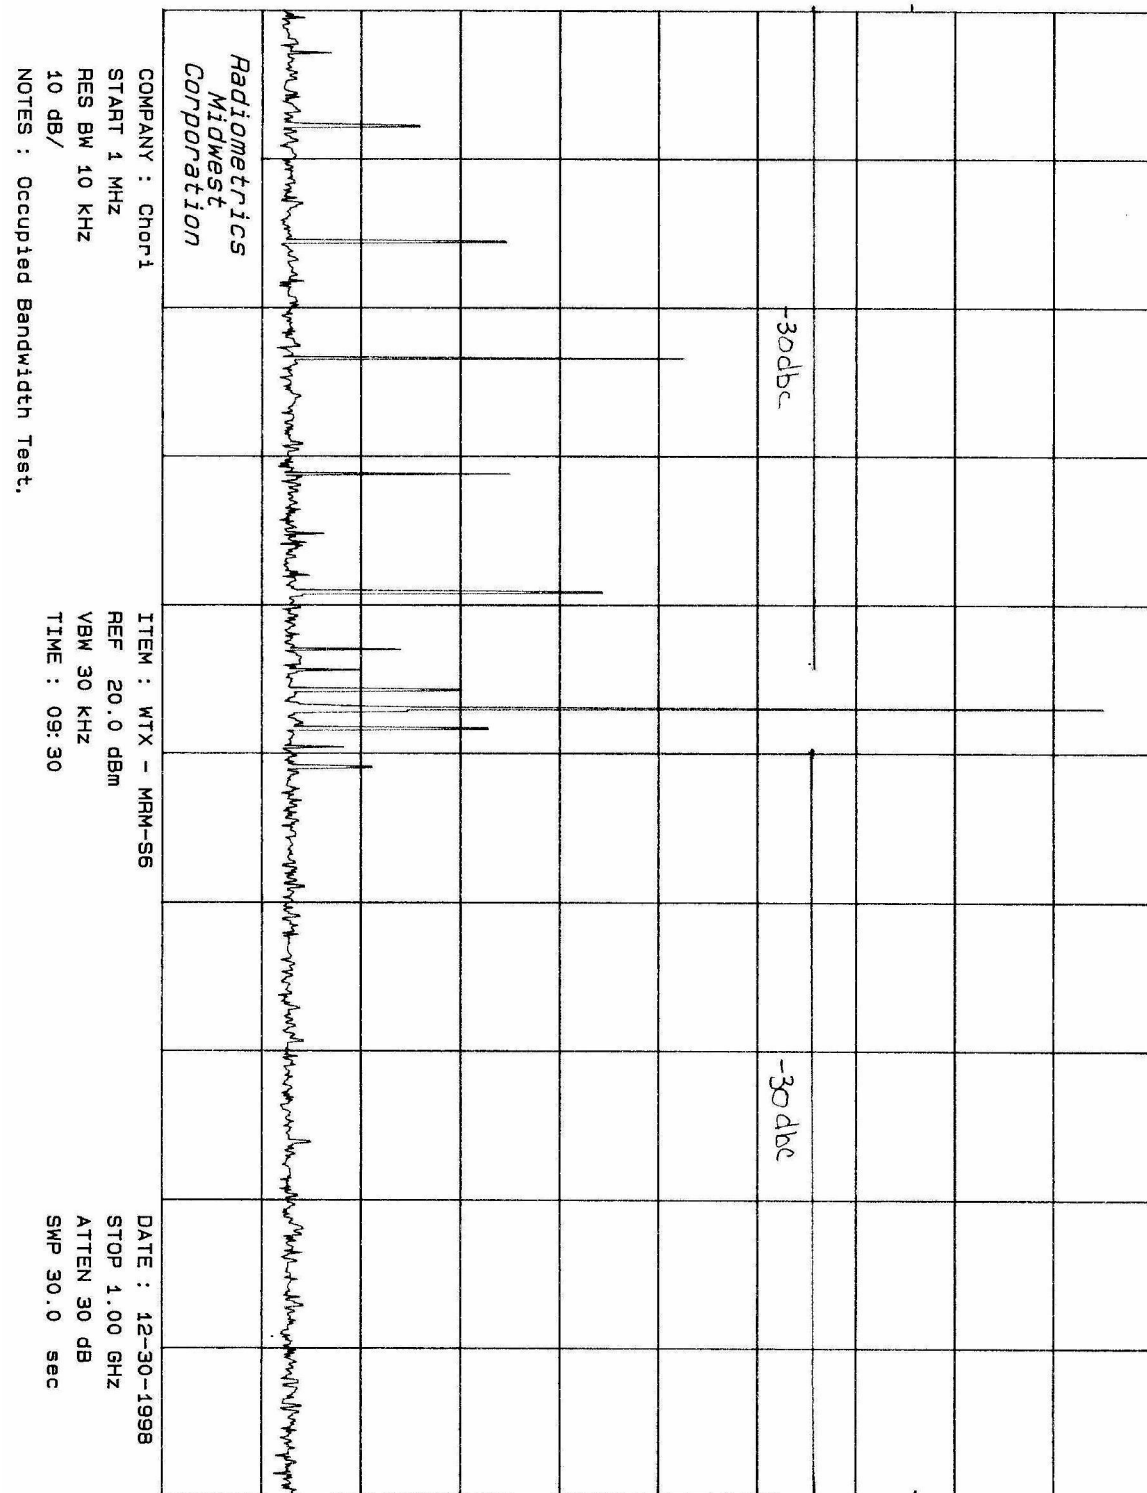 -30dbc
-30dbc
Radiometrics
Midwest
Corporation
COMPANY : Chori
ITEM : WTX - MRM-S6
DATE : 12-30-1998
START 1 MHz
REF 20.0 dBm
STOP 1.00 GHz
RES BW 10 kHz
VBW 30 kHz
ATTEN 30 dB
10 dB/
TIME : 09:30
SWP 30.0 sec
NOTES : Occupied Bandwidth Test.